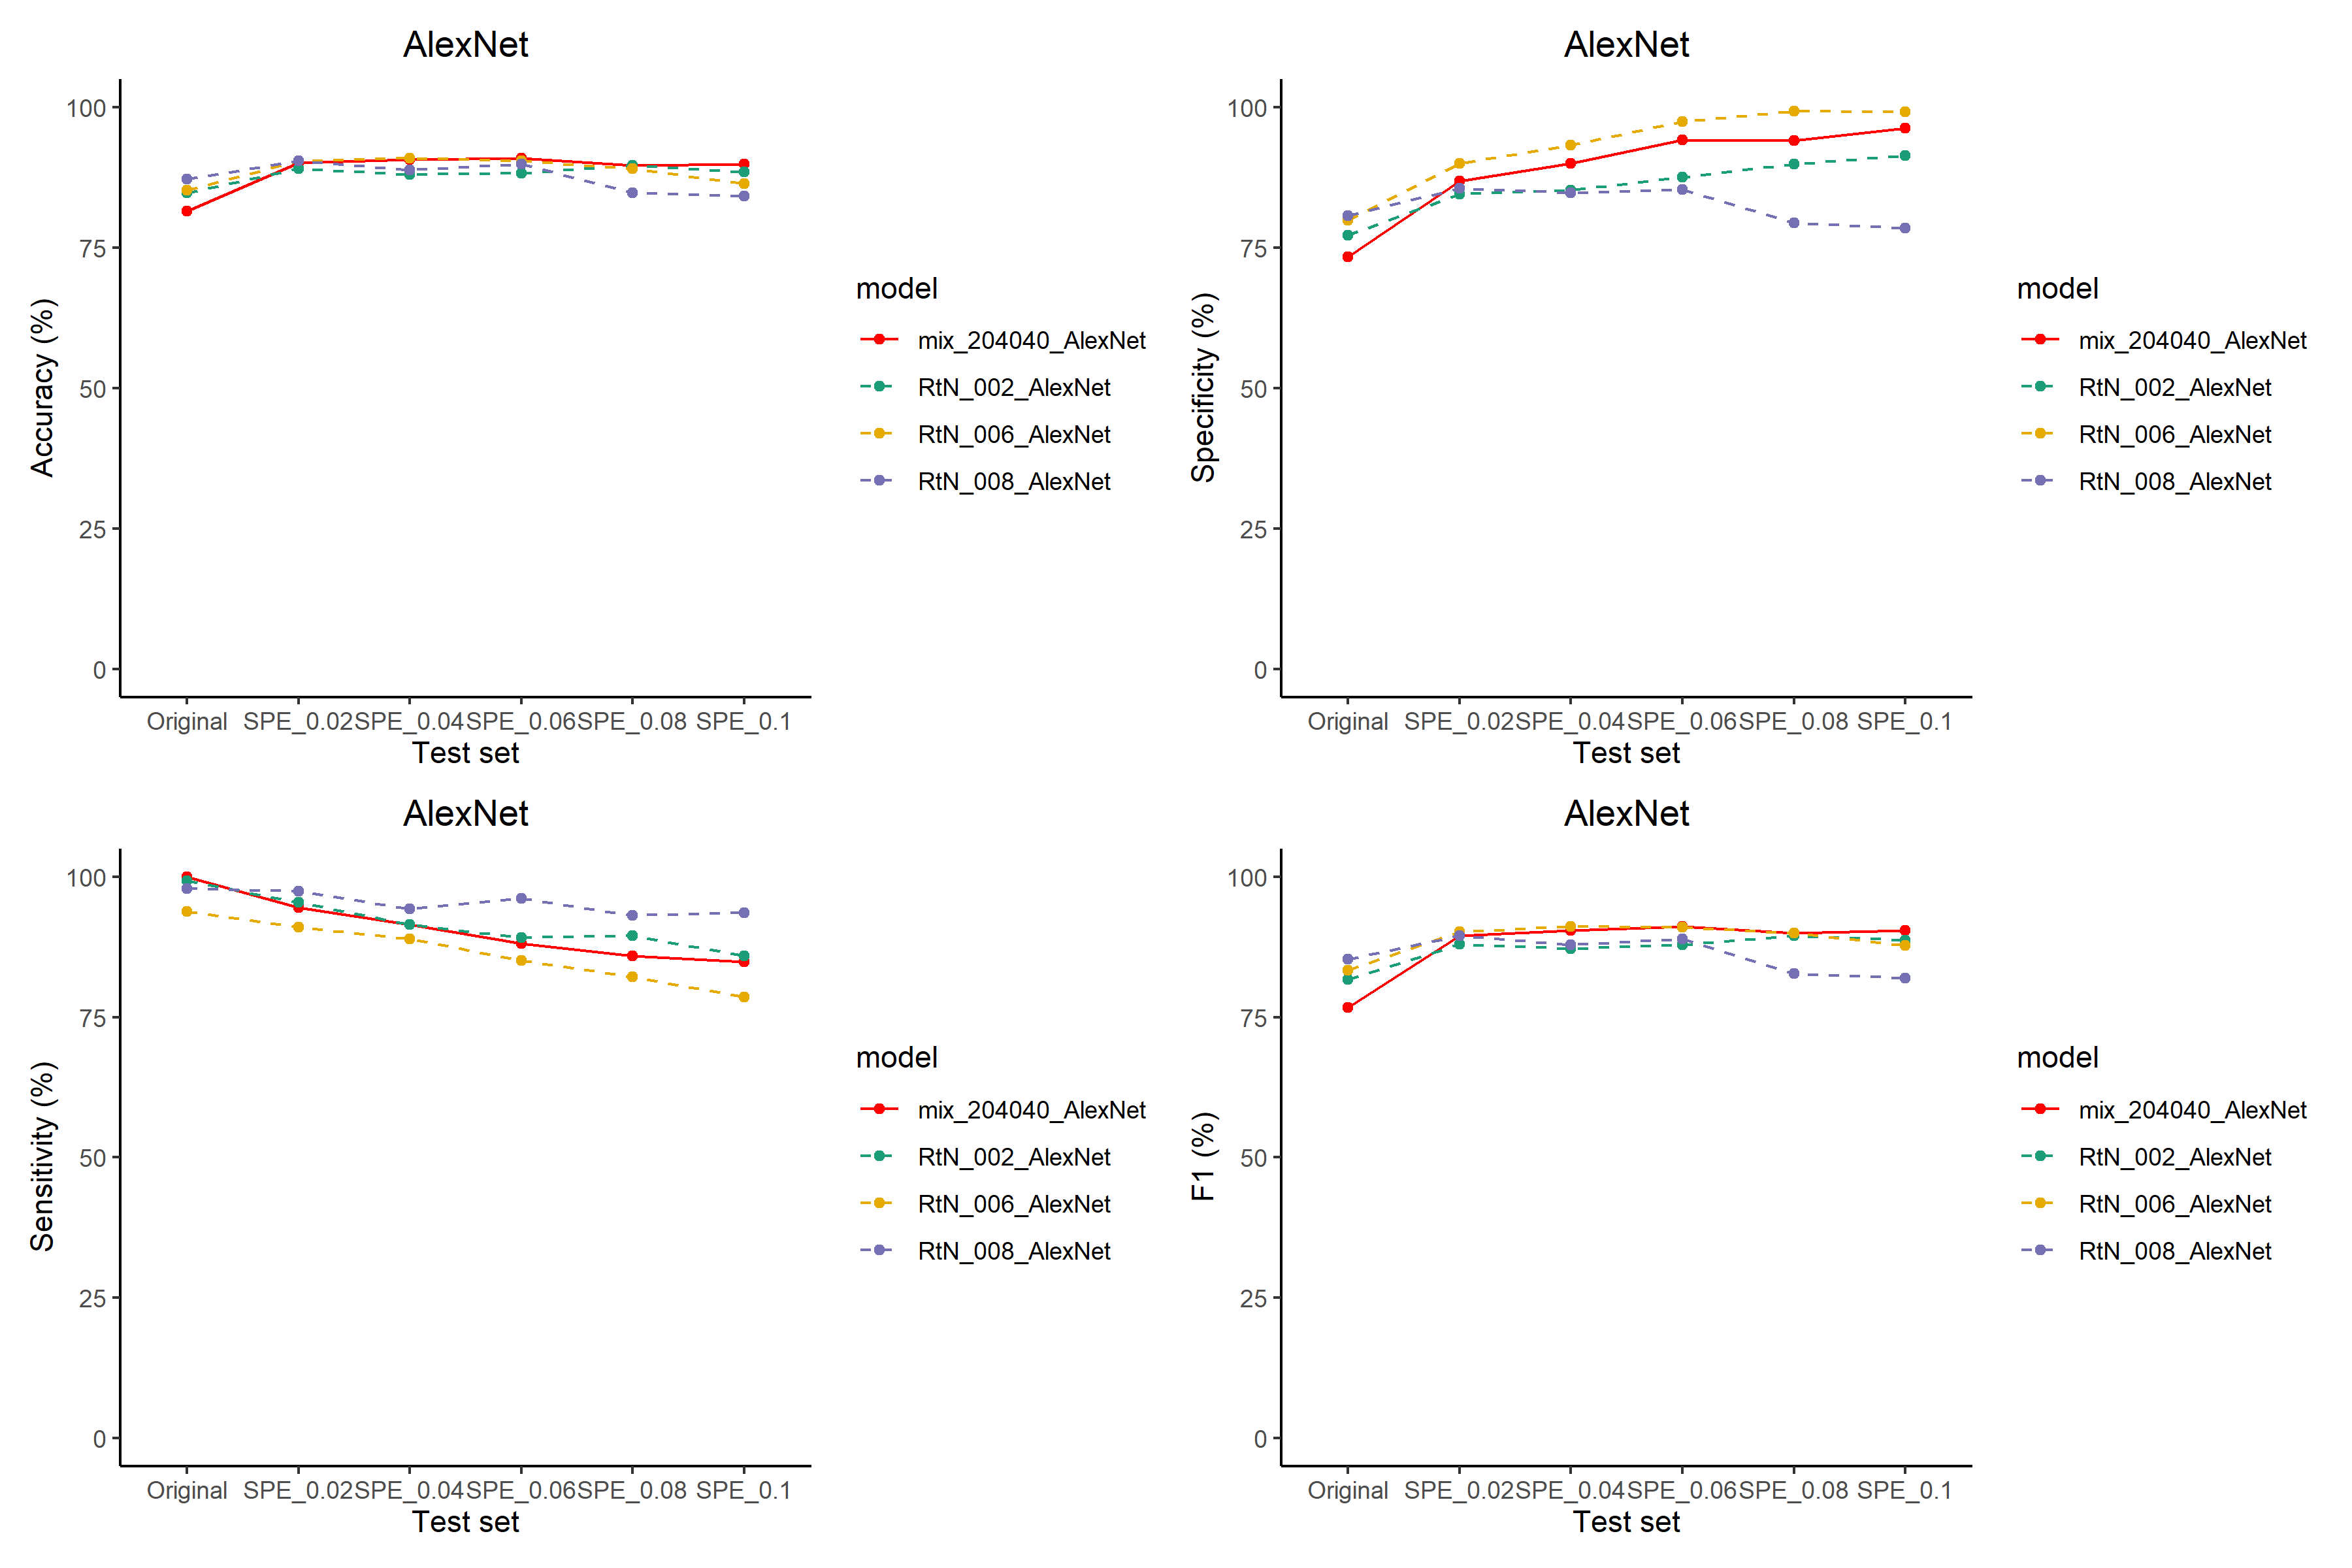 AlexNet
100
75
50
25
0
Accuracy (%)
Original SPE_0.02 SPE_0.04 SPE_0.06 SPE_0.08 SPE_0.1
Test set
model
mix_204040_AlexNet
RtN_002_AlexNet
RtN_006_AlexNet
RtN_008_AlexNet
AlexNet
100
75
50
25
0
Specificity (%)
Original SPE_0.02 SPE_0.04 SPE_0.06 SPE_0.08 SPE_0.1
Test set
model
mix_204040_AlexNet
RtN_002_AlexNet
RtN_006_AlexNet
RtN_008_AlexNet
AlexNet
100
75
50
25
0
Sensitivity (%)
Original SPE_0.02 SPE_0.04 SPE_0.06 SPE_0.08 SPE_0.1
Test set
model
mix_204040_AlexNet
RtN_002_AlexNet
RtN_006_AlexNet
RtN_008_AlexNet
AlexNet
100
75
50
25
0
F1 (%)
Original SPE_0.02 SPE_0.04 SPE_0.06 SPE_0.08 SPE_0.1
Test set
model
mix_204040_AlexNet
RtN_002_AlexNet
RtN_006_AlexNet
RtN_008_AlexNet